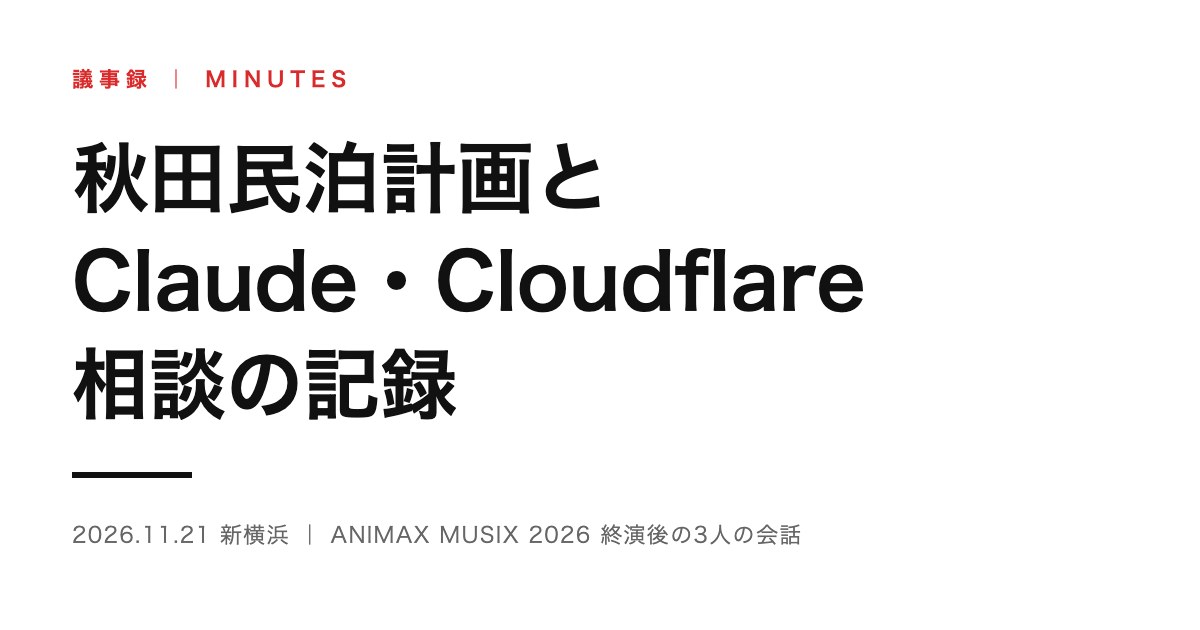 議事録 | MINUTES
秋田民泊計画と
Claude・Cloudflare
相談の記録
2026.11.21 新横浜 | ANIMAX MUSIX 2026 終演後の3人の会話